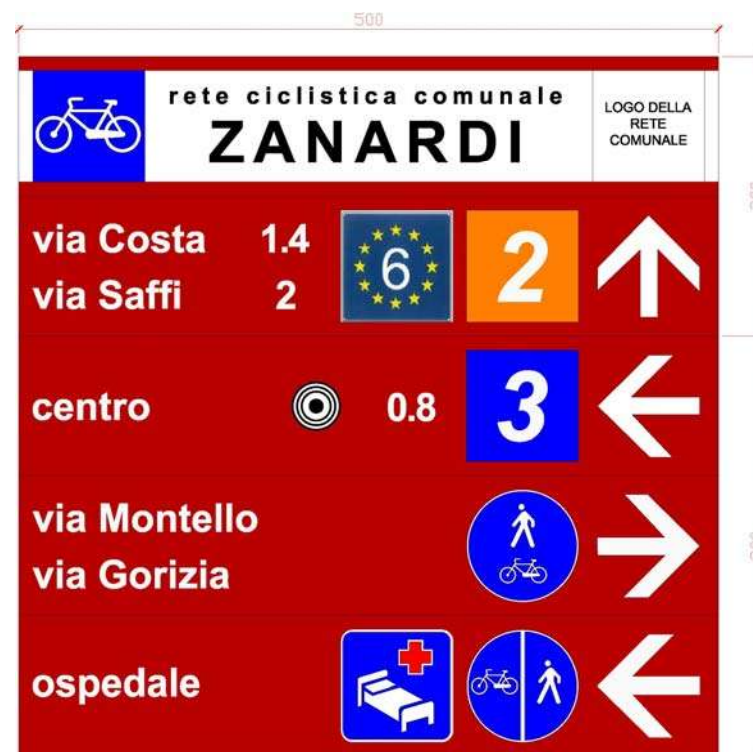 500
rete ciclistica comunale
ZANARDI
LOGO DELLA
RETE
COMUNALE
via Costa 1.4
via Saffi 2
6
2
centro 0.8
3
via Montello
via Gorizia
ospedale